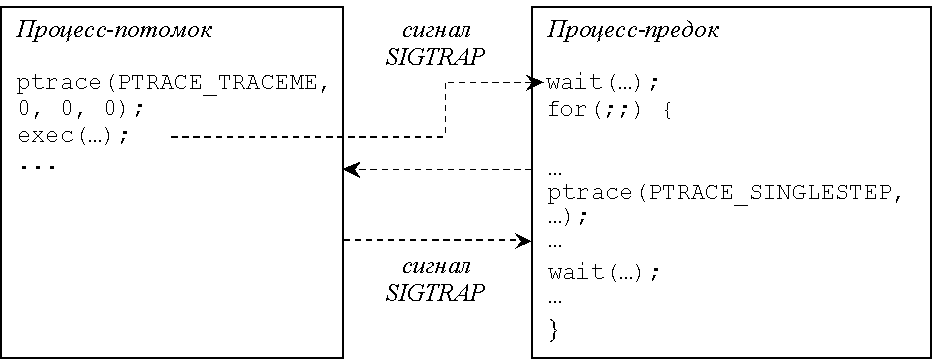 Процесс-потомок
ptrace(PTRACE_TRACEME,
0, 0, 0);
exec(…);
...
сигнал
SIGTRAP
Процесс-предок
wait(…);
for(;;) {
…
ptrace(PTRACE_SINGLESTEP,
…);
…
wait(…);
…
}
сигнал
SIGTRAP